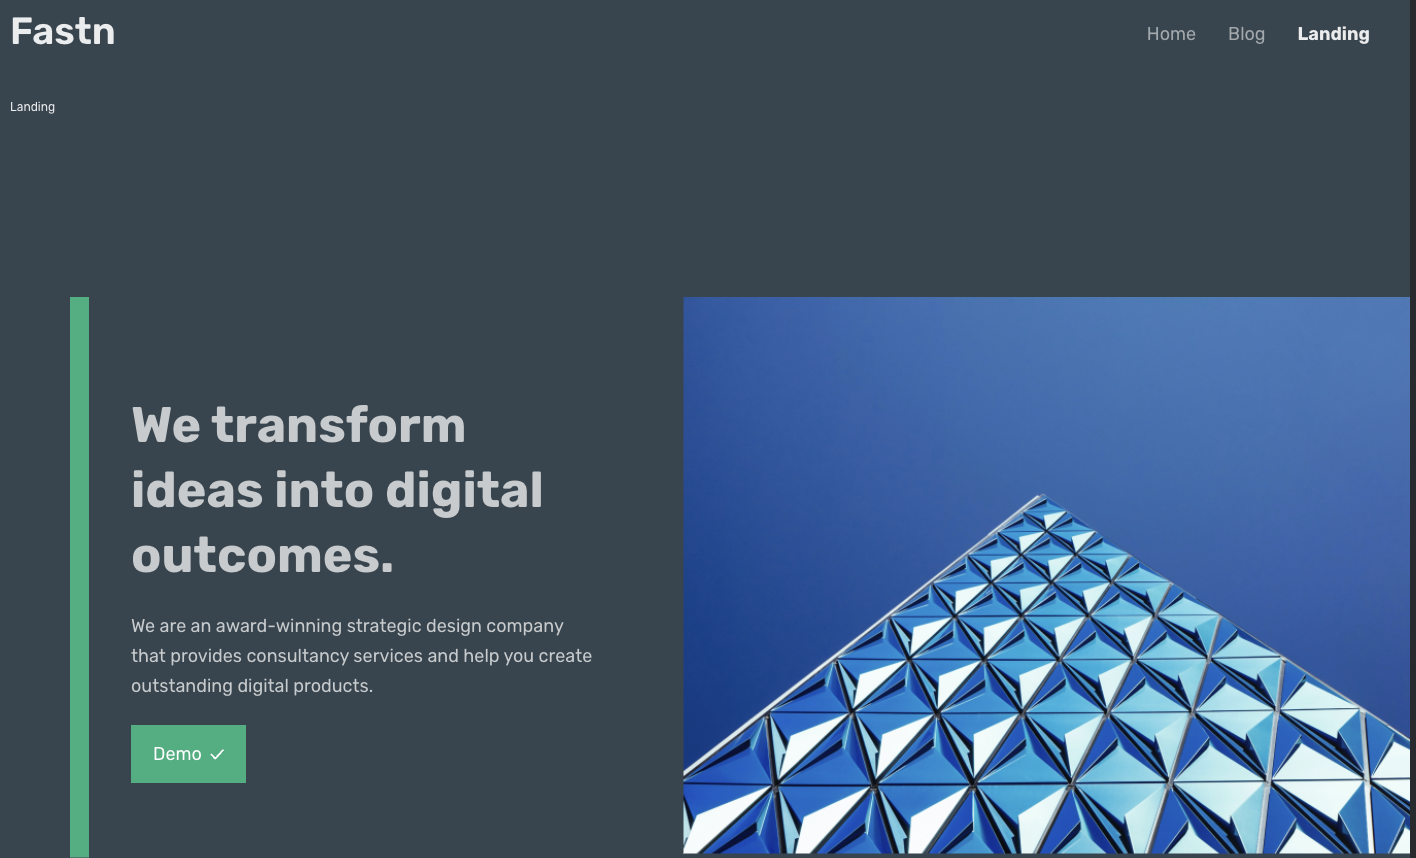 Fastn
Home Blog Landing
Landing
We transform
ideas into digital
outcomes.
We are an award-winning strategic design company
that provides consultancy services and help you create
outstanding digital products.
Demo